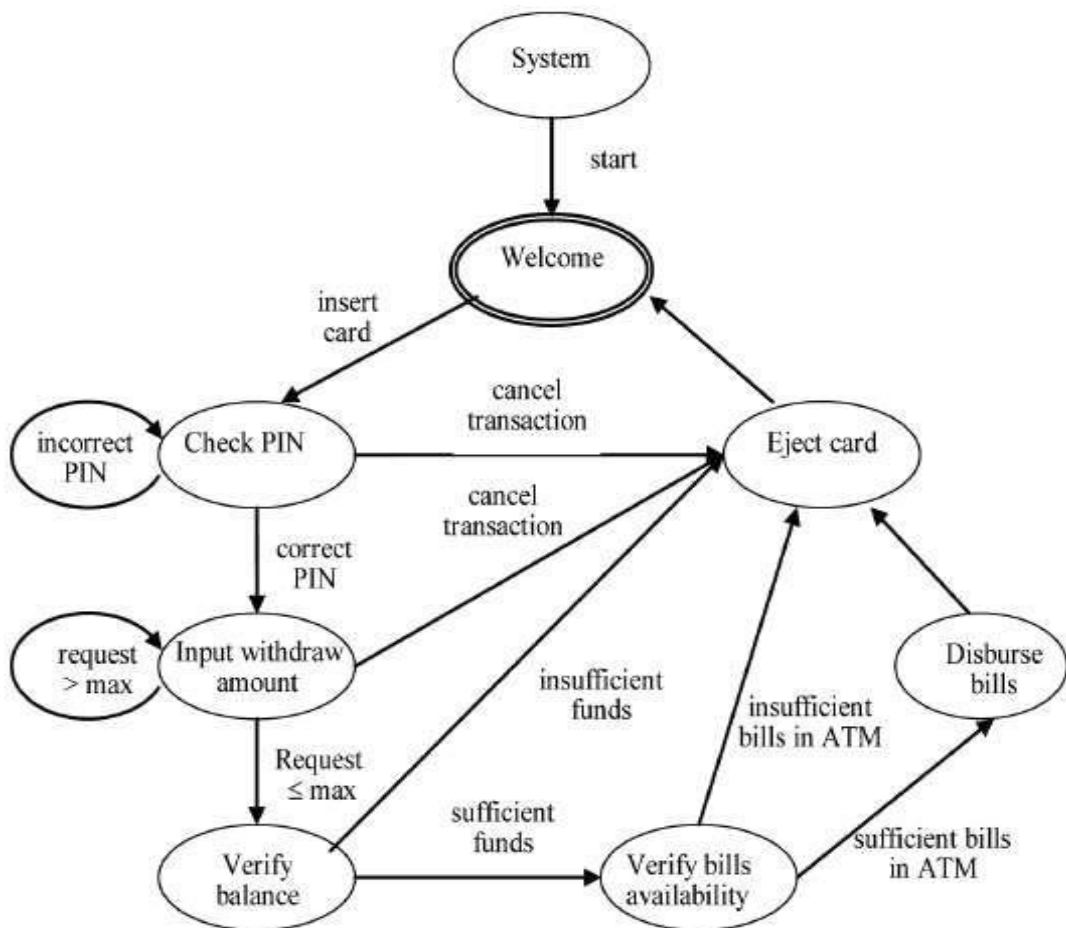 System
start
Welcome
insert
card
cancel
transaction
incorrect
PIN
Check PIN
Eject card
cancel
transaction
correct
PIN
request
> max
Input withdraw
amount
insufficient
funds
Disburse
bills
insufficient
bills in ATM
Request
≤ max
sufficient
funds
sufficient bills
in ATM
Verify
balance
Verify bills
availability